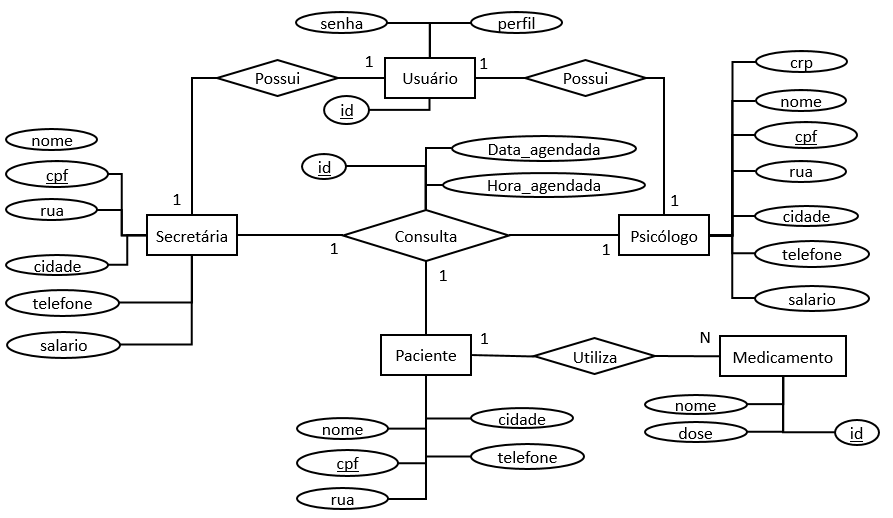 senha
perfil
1
1
Possui
Usuário
Possui
id
crp
nome
cpf
rua
cidade
telefone
salario
nome
cpf
rua
cidade
telefone
salario
Data_agendada
id
Hora_agendada
1
1
Secretária
Consulta
Psicólogo
1
1
1
Paciente
1
Utiliza
N
Medicamento
nome
cpf
rua
cidade
telefone
nome
dose
id